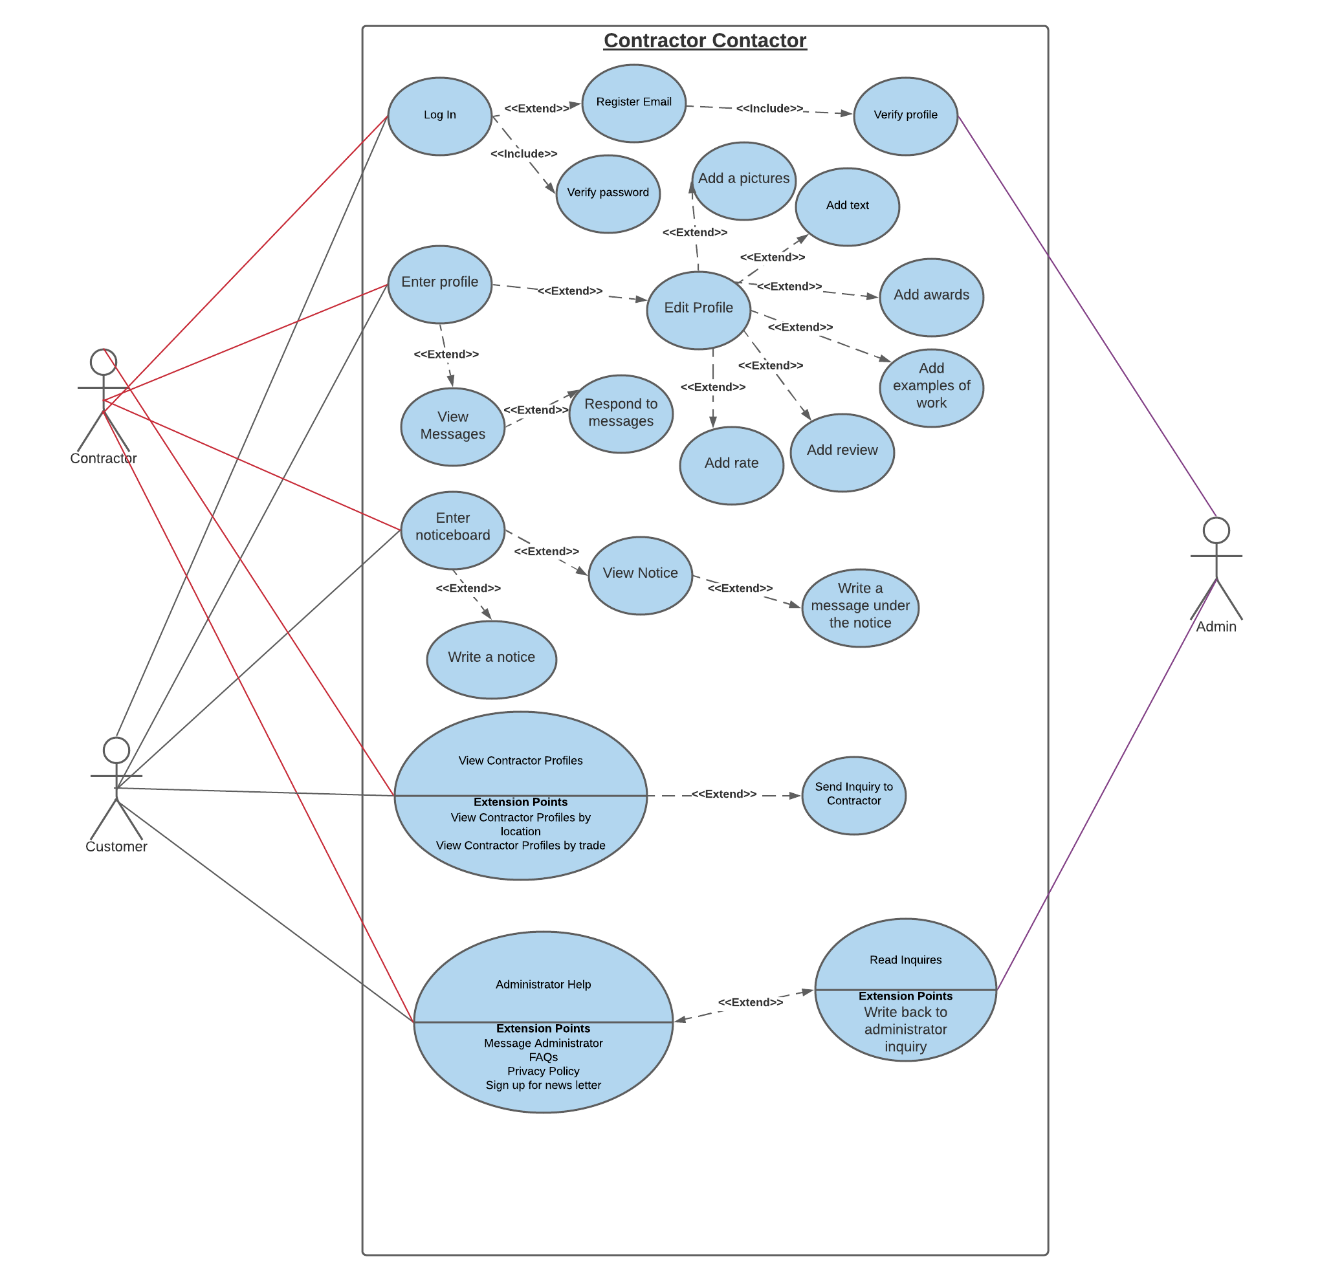 Contractor Contactor
Log In
<<Extend>>
Register Email
<<Include>>
Verify profile
<<Include>>
Verify password
Add a pictures
Add text
<<Extend>>
<<Extend>>
Enter profile
<<Extend>>
Edit Profile
<<Extend>>
Add awards
<<Extend>>
<<Extend>>
<<Extend>>
<<Extend>>
Add
examples of
work
View
Messages
<<Extend>>
Respond to
messages
Add rate
Add review
Contractor
Enter
noticeboard
<<Extend>>
View Notice
<<Extend>>
Write a
message under
the notice
<<Extend>>
Write a notice
Admin
View Contractor Profiles
Extension Points
View Contractor Profiles by
location
View Contractor Profiles by trade
<<Extend>>
Send Inquiry to
Contractor
Customer
Administrator Help
Extension Points
Message Administrator
FAQs
Privacy Policy
Sign up for news letter
<<Extend>>
Read Inquires
Extension Points
Write back to
administrator
inquiry